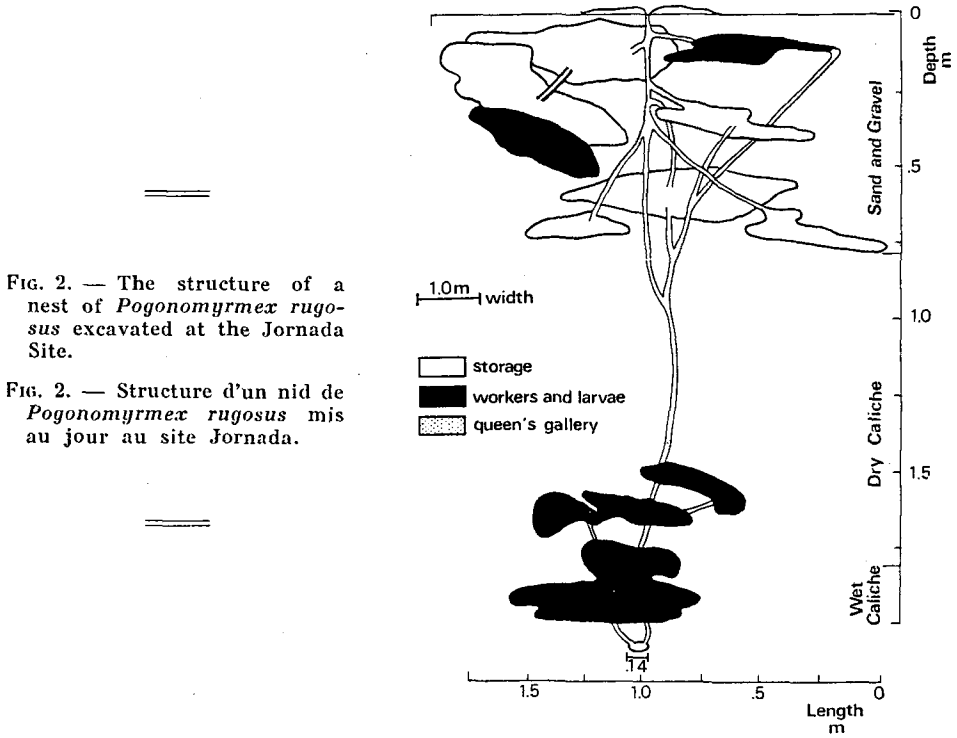 FIG. 2. — The structure of a
nest of Pogonomyrmex rugo-
sus excavated at the Jornada
Site.
FIG. 2. — Structure d'un nid de
Pogonomyrmex rugosus mis
au jour au site Jornada.
1.0m width
storage
workers and larvae
queen's gallery
0
.5
1.0
1.5
Depth
m
Sand and Gravel
Dry Caliche
Wet
Caliche
.14
1.5 1.0 .5 0
Length
m